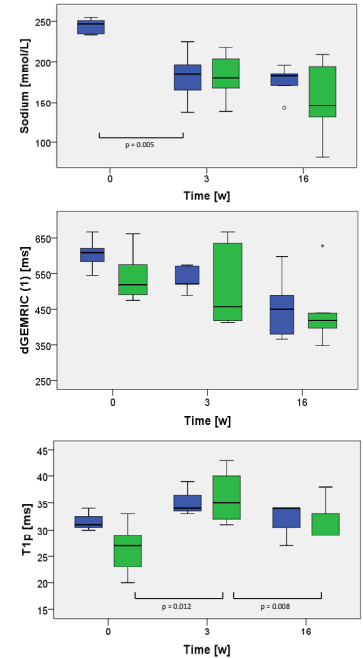 Sodium [mmol/L]
250
200
150
100
p = 0.005
0
3
16
Time [w]
dGEMRIC (1) [ms]
650
550
450
350
250
*
0
3
16
Time [w]
T1p [ms]
45
40
35
30
25
20
15
p = 0.012
p = 0.008
0
3
16
Time [w]